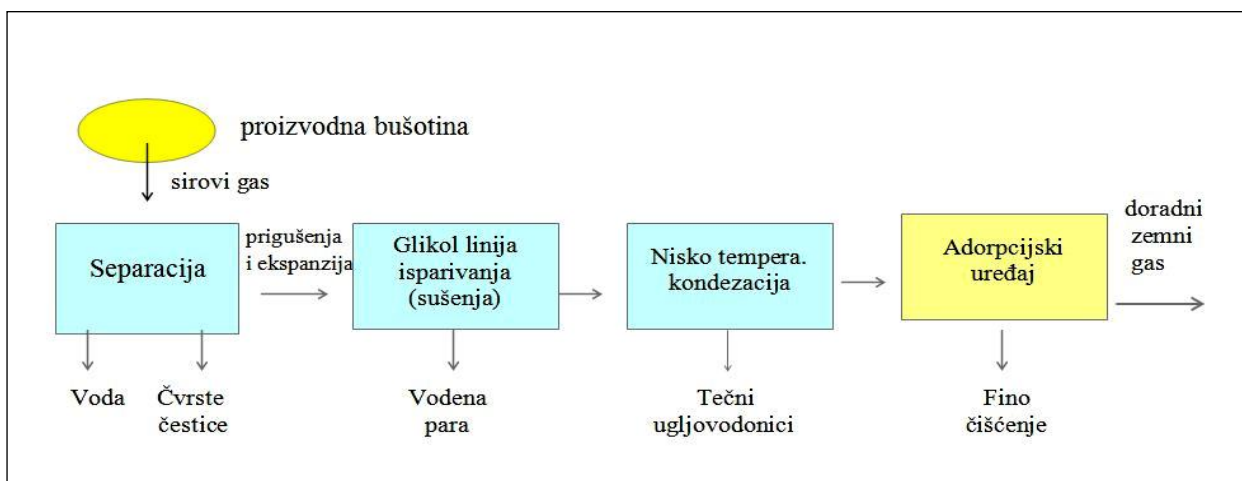 proizvodna bušotina
sirovi gas
Separacija
prigušenja
i ekspanzija
Glikol linija
isparivanja
(sušenja)
Nisko tempera.
kondezacija
Adorpcijski
uređaj
doradni
zemni
gas
Voda
Čvrste
čestice
Vodena
para
Tečni
ugljovodonici
Fino
čišćenje